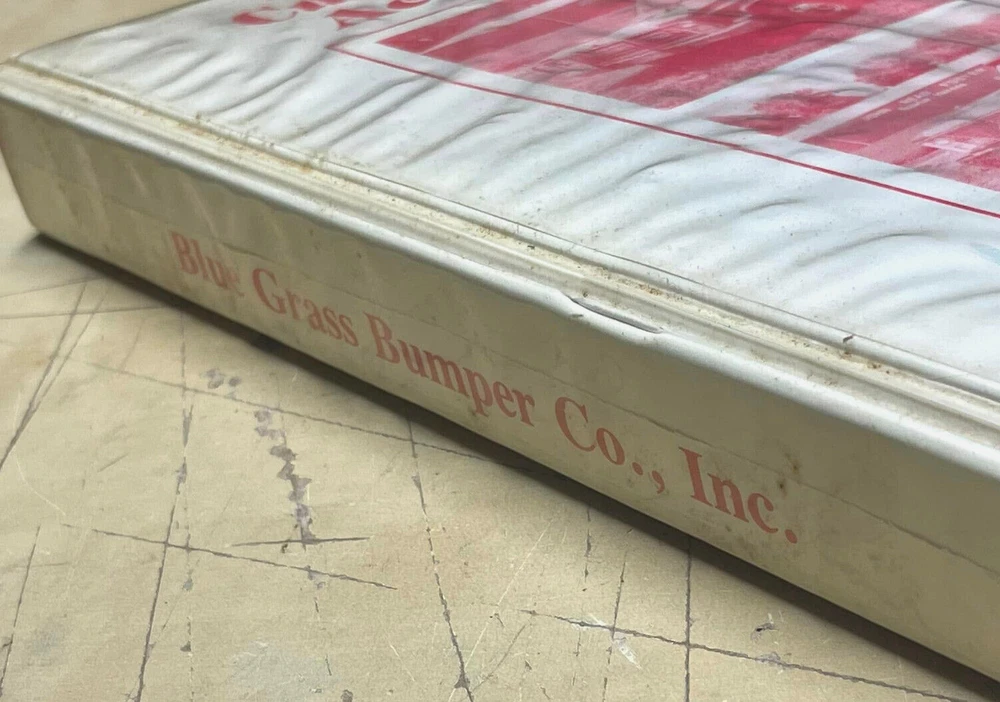 Blue Grass Bumper Co., Inc.